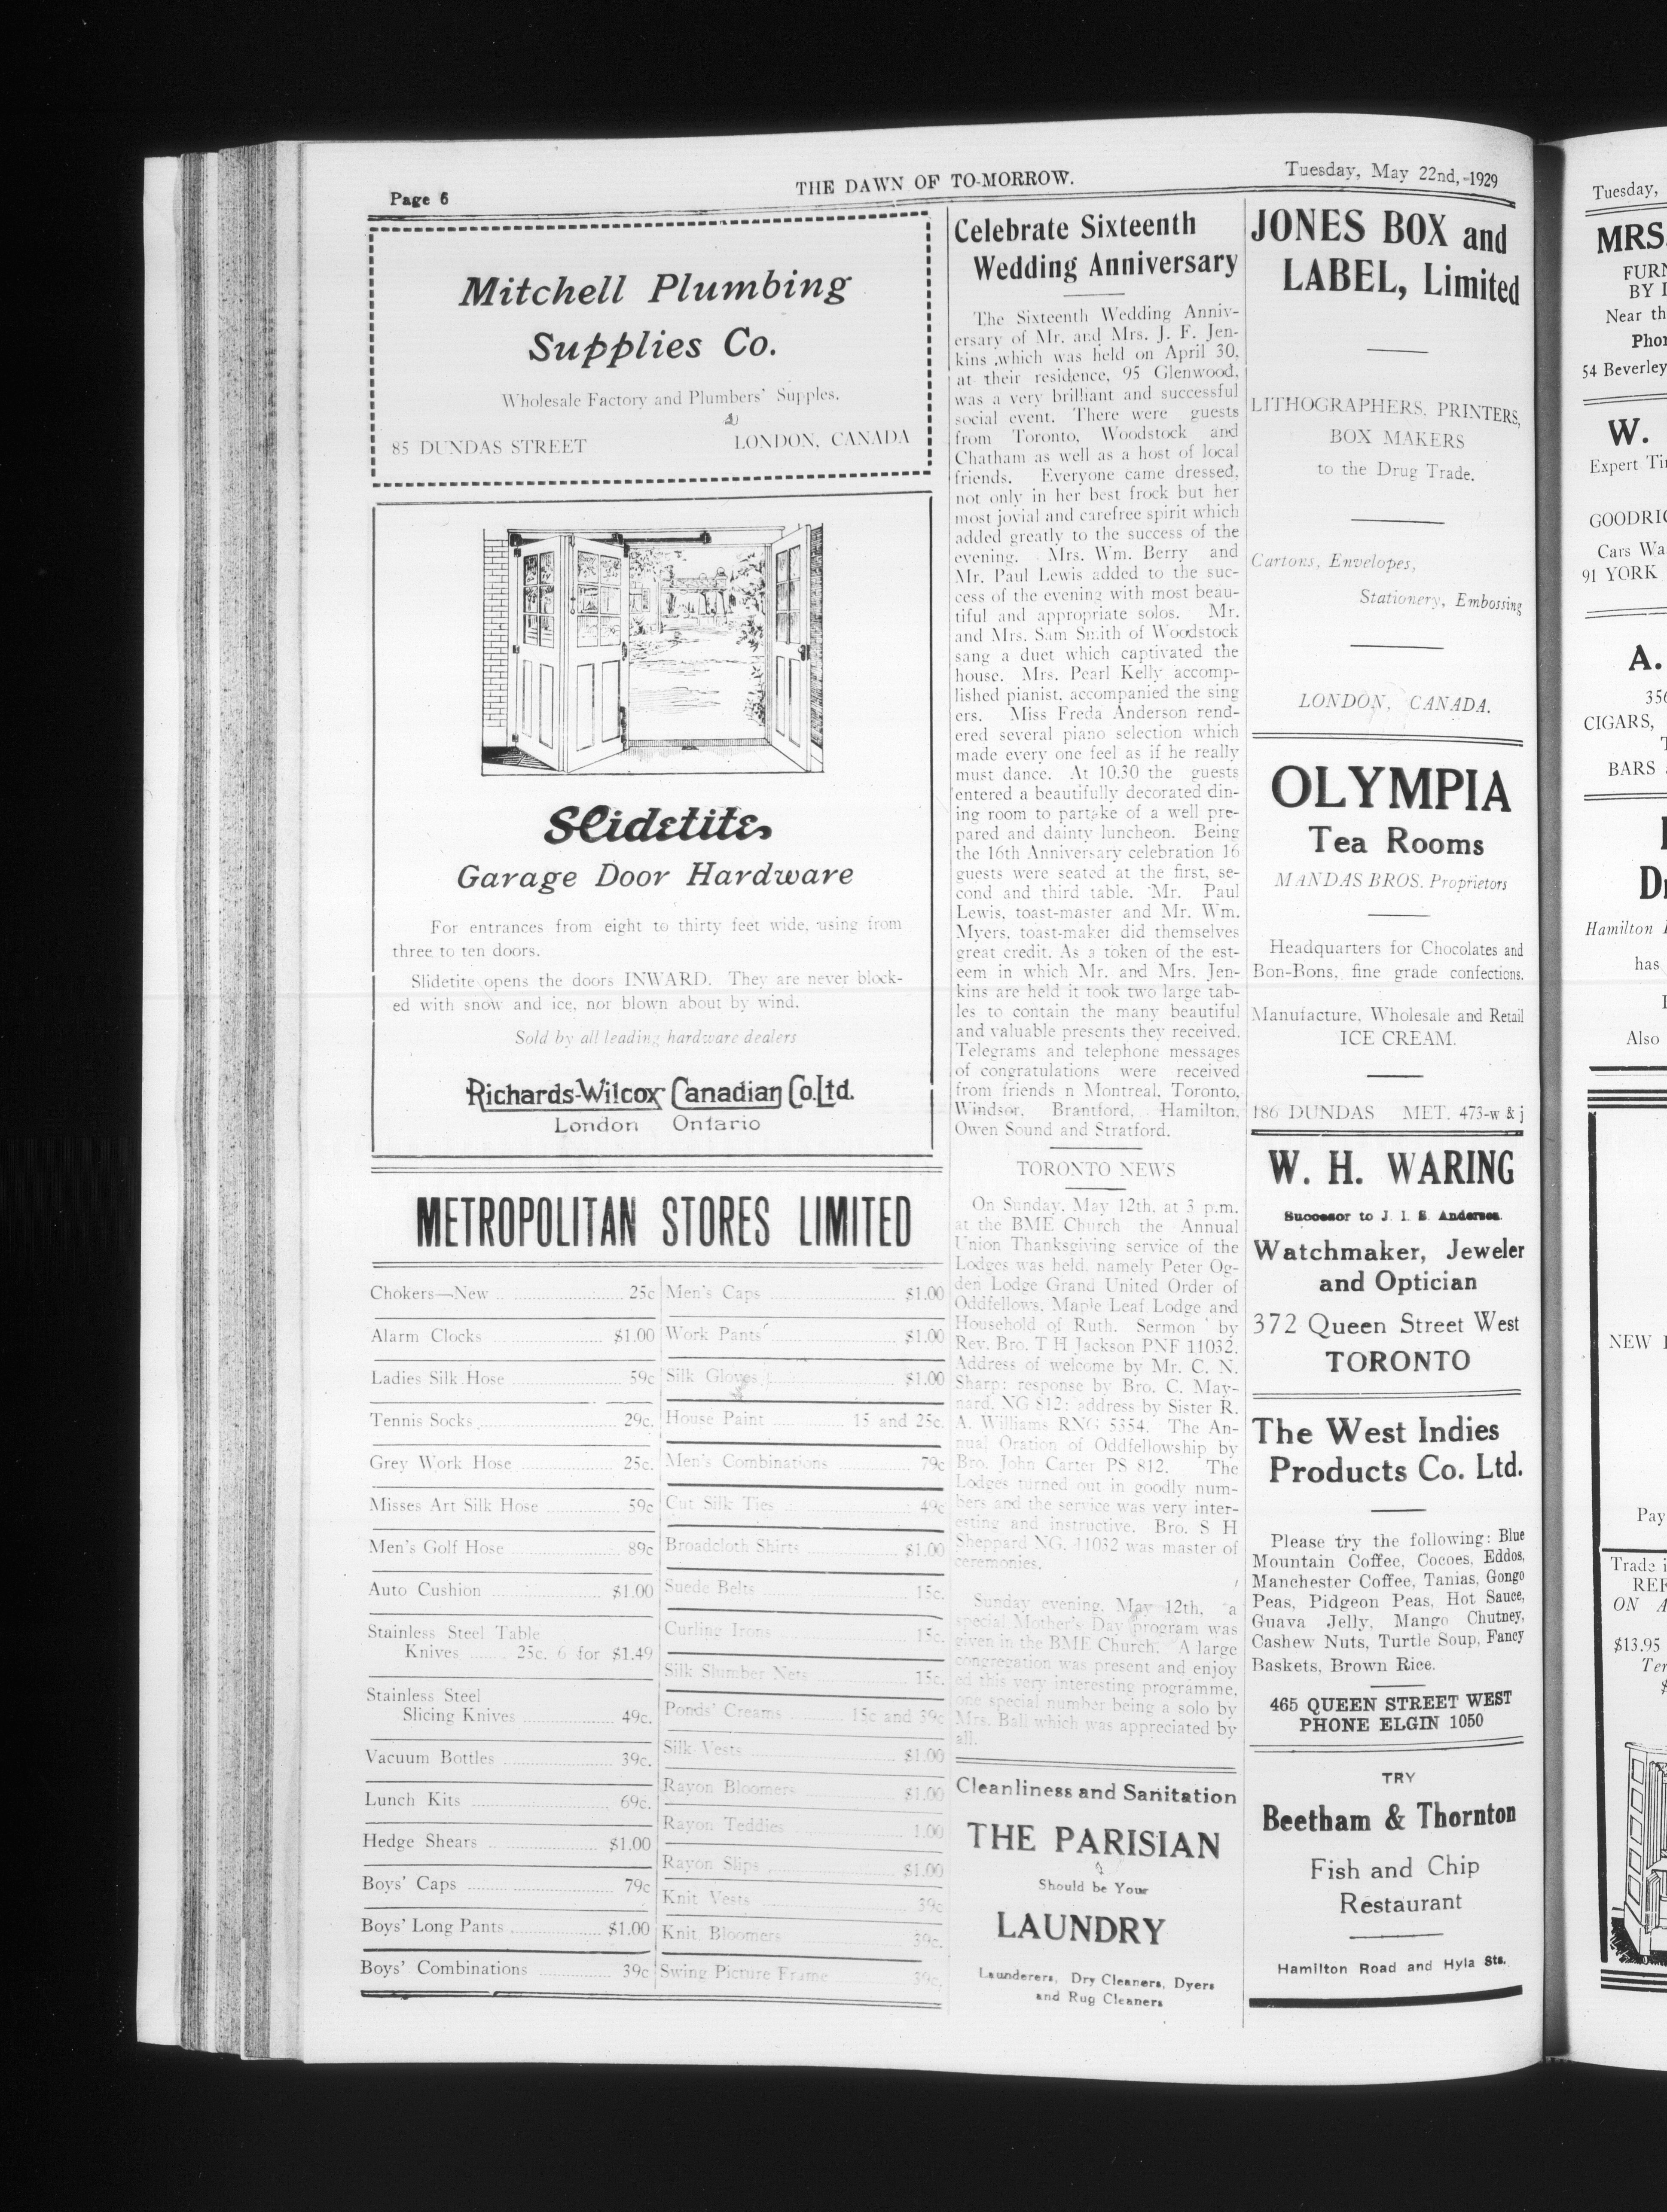 Page 6
THE DAWN OF TO-MORROW.
Tuesday, May 22nd, 1929
Mitchell Plumbing
Supplies Co.
Wholesale Factory and Plumbers' Supples.
85 DUNDAS STREET LONDON, CANADA
Slidetite
Garage Door Hardware
For entrances from eight to thirty feet wide, using from
three to ten doors.
Slidetite opens the doors INWARD. They are never block-
ed with snow and ice, nor blown about by wind.
Sold by all leading hardware dealers
Richards-Wilcox Canadian Co. Ltd.
London Ontario
METROPOLITAN STORES LIMITED
Chokers—New 25c
Alarm Clocks $1.00
Ladies Silk Hose 59c
Tennis Socks 29c.
Grey Work Hose 25c.
Misses Art Silk Hose 59c
Men's Golf Hose 89c
Auto Cushion $1.00
Stainless Steel Table
Knives 25c. 6 for $1.49
Stainless Steel
Slicing Knives 49c.
Vacuum Bottles 39c.
Lunch Kits 69c.
Hedge Shears $1.00
Boys' Caps 79c
Boys' Long Pants $1.00
Boys' Combinations 39c
Men's Caps $1.00
Work Pants $1.00
Silk Gloves $1.00
House Paint 15 and 25c.
Men's Combinations 79c
Cut Silk Ties 49c
Broadcloth Shirts $1.00
Suede Belts 15c.
Curling Irons 15c.
Silk Slumber Nets 15c.
Ponds' Creams 15c and 39c
Silk Vests $1.00
Rayon Bloomers $1.00
Rayon Teddies 1.00
Rayon Slips $1.00
Knit Vests 39c
Knit Bloomers 39c.
Swing Picture Frame 39c.
Celebrate Sixteenth
Wedding Anniversary
The Sixteenth Wedding Anniv-
ersary of Mr. and Mrs. J. F. Jen-
kins ,which was held on April 30,
at their residence, 95 Glenwood,
was a very brilliant and successful
social event. There were guests
from Toronto, Woodstock and
Chatham as well as a host of local
friends. Everyone came dressed,
not only in her best frock but her
most jovial and carefree spirit which
added greatly to the success of the
evening. Mrs. Wm. Berry and
Mr. Paul Lewis added to the suc-
cess of the evening with most beau-
tiful and appropriate solos. Mr.
and Mrs. Sam Smith of Woodstock
sang a duet which captivated the
house. Mrs. Pearl Kelly accomp-
lished pianist, accompanied the sing
ers. Miss Freda Anderson rend-
ered several piano selection which
made every one feel as if he really
must dance. At 10.30 the guests
entered a beautifully decorated din-
ing room to partake of a well pre-
pared and dainty luncheon. Being
the 16th Anniversary celebration 16
guests were seated at the first, se-
cond and third table. Mr. Paul
Lewis, toast-master and Mr. Wm.
Myers, toast-maker did themselves
great credit. As a token of the est-
eem in which Mr. and Mrs. Jen-
kins are held it took two large tab-
les to contain the many beautiful
and valuable presents they received.
Telegrams and telephone messages
of congratulations were received
from friends n Montreal, Toronto,
Windsor, Brantford, Hamilton,
Owen Sound and Stratford.
TORONTO NEWS
On Sunday, May 12th, at 3 p.m.
at the BME Church the Annual
Union Thanksgiving service of the
Lodges was held, namely Peter Og-
den Lodge Grand United Order of
Oddfellows, Maple Leaf Lodge and
Household of Ruth. Sermon by
Rev. Bro. T H Jackson PNF 11032.
Address of welcome by Mr. C. N.
Sharp; response by Bro. C. May-
nard, NG 812; address by Sister R.
A. Williams RNG 5354. The An-
nual Oration of Oddfellowship by
Bro. John Carter PS 812. The
Lodges turned out in goodly num-
bers and the service was very inter-
esting and instructive. Bro. S H
Sheppard NG, 11032 was master of
ceremonies.
Sunday evening, May 12th, a
special Mother's Day program was
given in the BME Church. A large
congregation was present and enjoy
ed this very interesting programme,
one special number being a solo by
Mrs. Ball which was appreciated by
all.
Cleanliness and Sanitation
THE PARISIAN
Should be Your
LAUNDRY
Launderers, Dry Cleaners, Dyers
and Rug Cleaners
JONES BOX and
LABEL, Limited
LITHOGRAPHERS, PRINTERS,
BOX MAKERS
to the Drug Trade.
Cartons, Envelopes,
Stationery, Embossing
LONDON, CANADA.
OLYMPIA
Tea Rooms
MANDAS BROS. Proprietors
Headquarters for Chocolates and
Bon-Bons, fine grade confections.
Manufacture, Wholesale and Retail
ICE CREAM.
186 DUNDAS MET. 473-w & j
W. H. WARING
Succesor to J. I. S. Anderson.
Watchmaker, Jeweler
and Optician
372 Queen Street West
TORONTO
The West Indies
Products Co. Ltd.
Please try the following: Blue
Mountain Coffee, Cocoes, Eddos,
Manchester Coffee, Tanias, Gongo
Peas, Pidgeon Peas, Hot Sauce,
Guava Jelly, Mango Chutney,
Cashew Nuts, Turtle Soup, Fancy
Baskets, Brown Rice.
465 QUEEN STREET WEST
PHONE ELGIN 1050
TRY
Beetham & Thornton
Fish and Chip
Restaurant
Hamilton Road and Hyla Sts.
Tuesday,
MRS.
BY
Near th
54 Beverley
W.
Expert
Cars
91 YORK
A.
CIGARS,
BARS
Hamilton
has
Also
NEW
Pay
Trade
ON A
$13.95